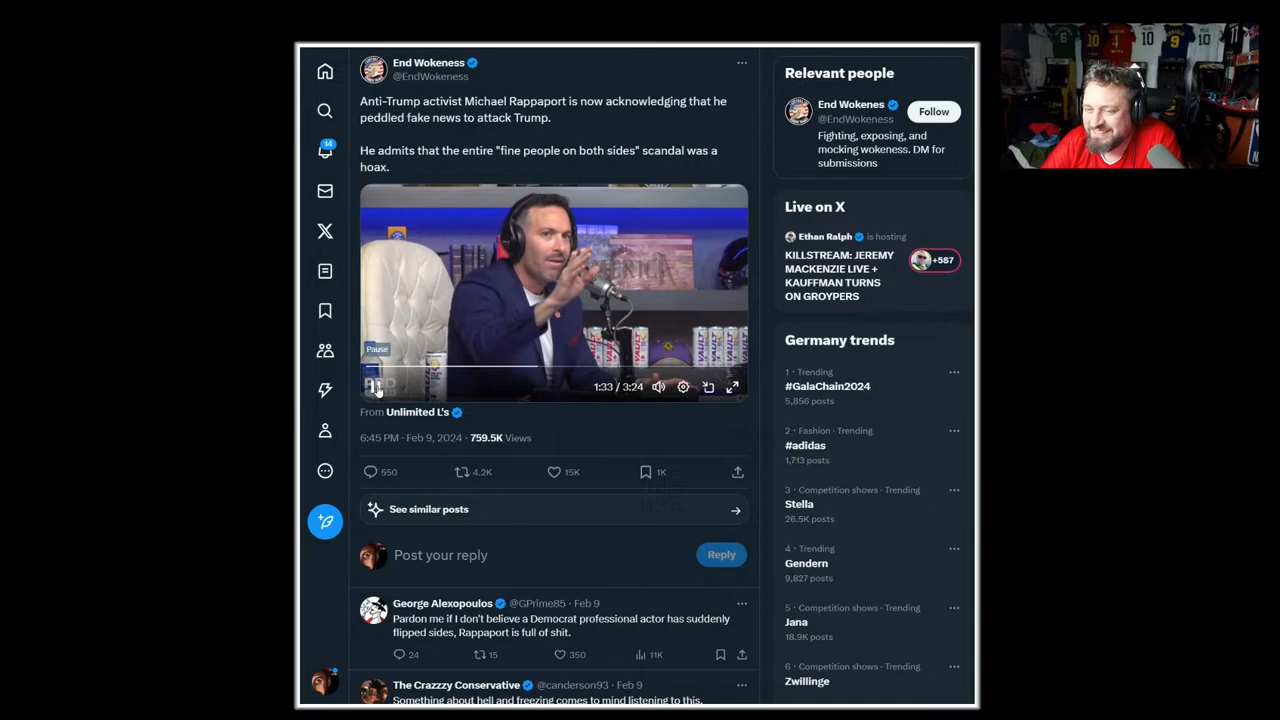 End Wokeness
@EndWokeness
Anti-Trump activist Michael Rappaport is now acknowledging that he
peddled fake news to attack Trump.
He admits that the entire "fine people on both sides" scandal was a
hoax.
Pause
1:33 / 3:24
From Unlimited L's
6:45 PM · Feb 9, 2024 · 759.5K Views
550
4.2K
15K
1K
See similar posts
Post your reply
Reply
George Alexopoulos @GPrime85 · Feb 9
Pardon me if I don't believe a Democrat professional actor has suddenly
flipped sides, Rappaport is full of shit.
24
15
350
11K
The Crazzzy Conservative @canderson93 · Feb 9
Something about hell and freezing comes to mind listening to this.
14
Relevant people
End Wokenes
@EndWokeness
Follow
Fighting, exposing, and
mocking wokeness. DM for
submissions
Live on X
Ethan Ralph is hosting
KILLSTREAM: JEREMY
MACKENZIE LIVE +
KAUFFMAN TURNS
ON GROYPERS
+587
Germany trends
1 · Trending
#GalaChain2024
5,856 posts
2 · Fashion · Trending
#adidas
1,713 posts
3 · Competition shows · Trending
Stella
26.5K posts
4 · Trending
Gendern
9,827 posts
5 · Competition shows · Trending
Jana
18.9K posts
6 · Competition shows · Trending
Zwillinge